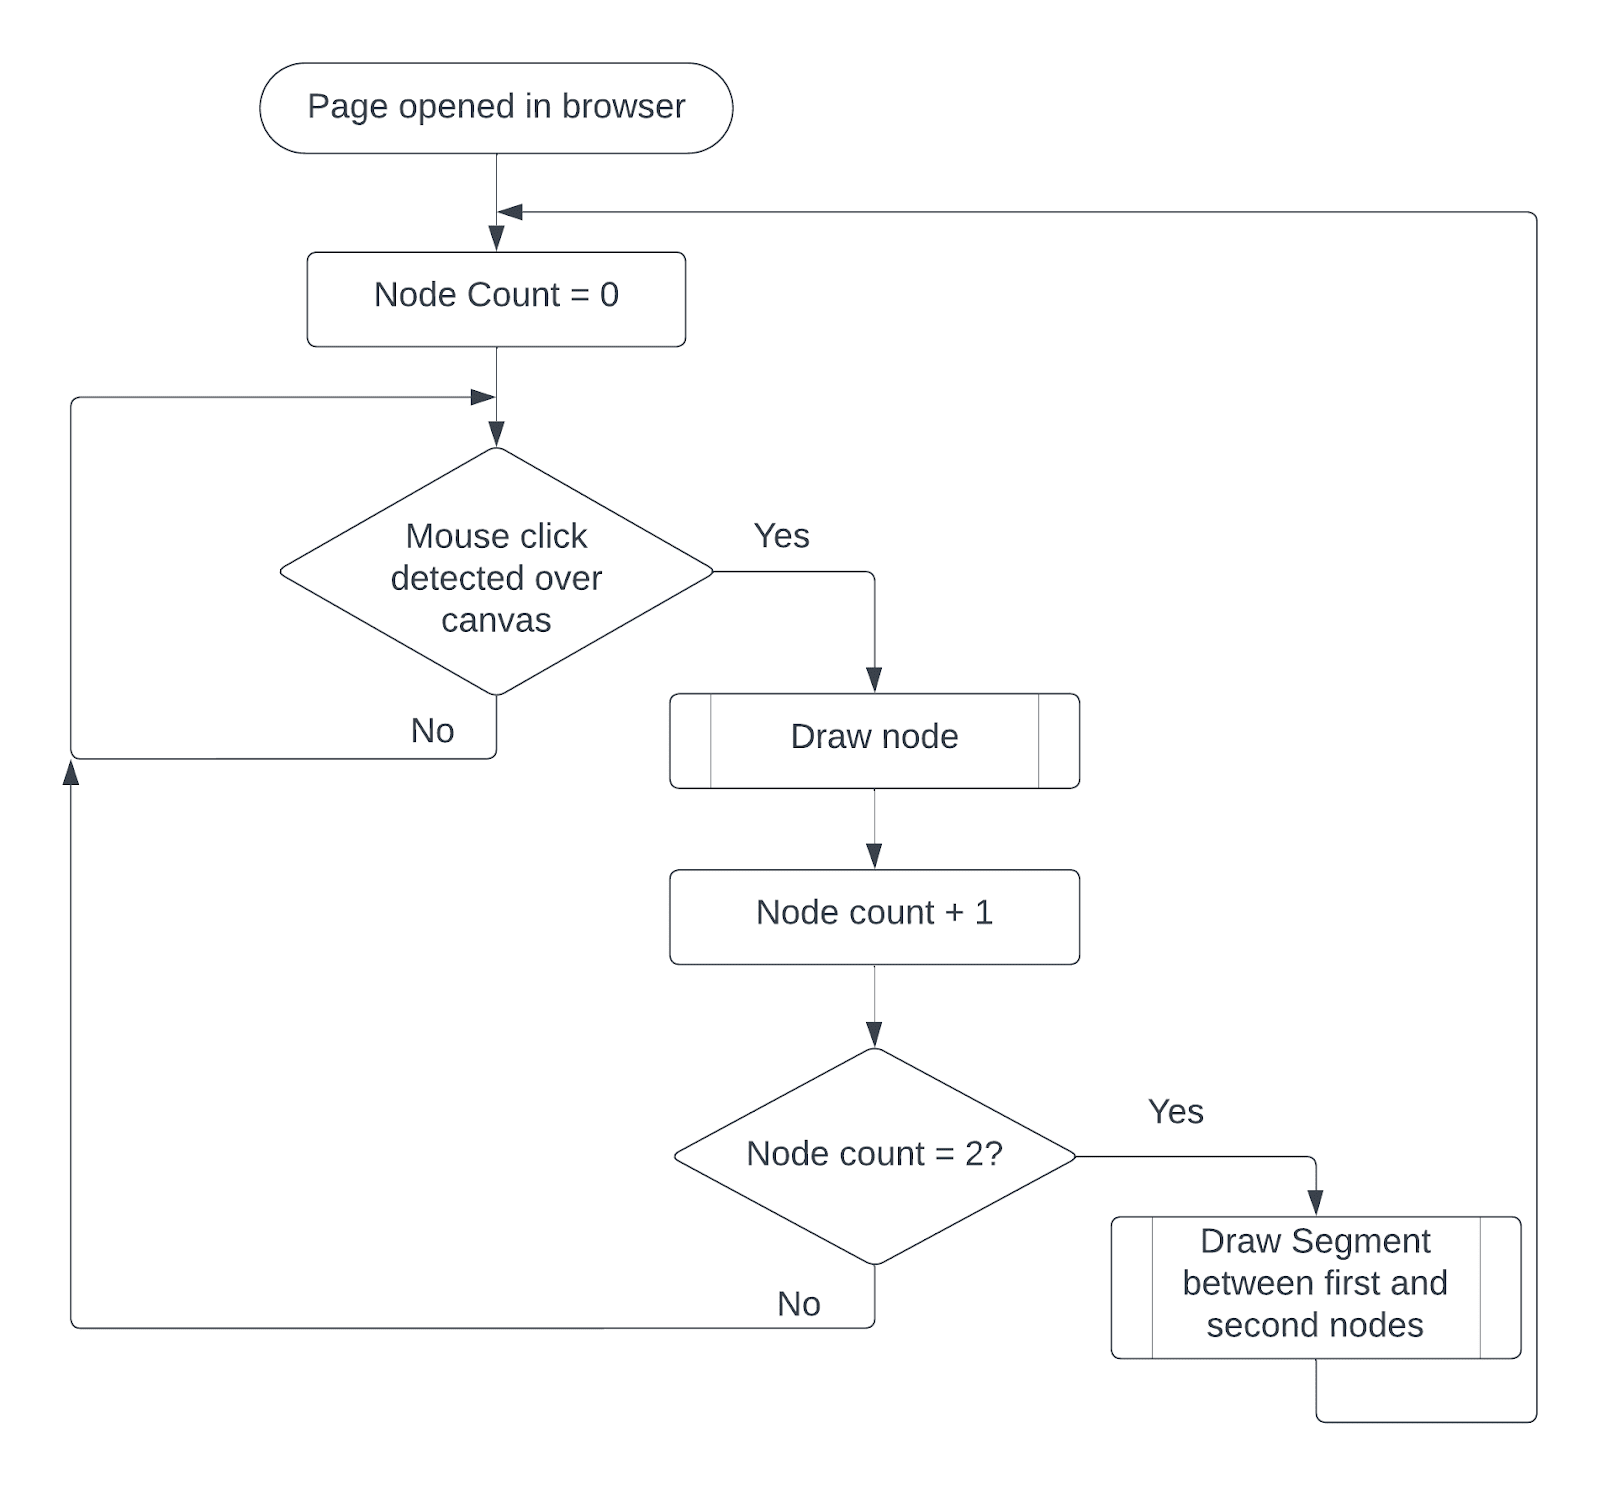 Page opened in browser
Node Count = 0
Mouse click
detected over
canvas
Yes
No
Draw node
Node count + 1
Node count = 2?
Yes
No
Draw Segment
between first and
second nodes